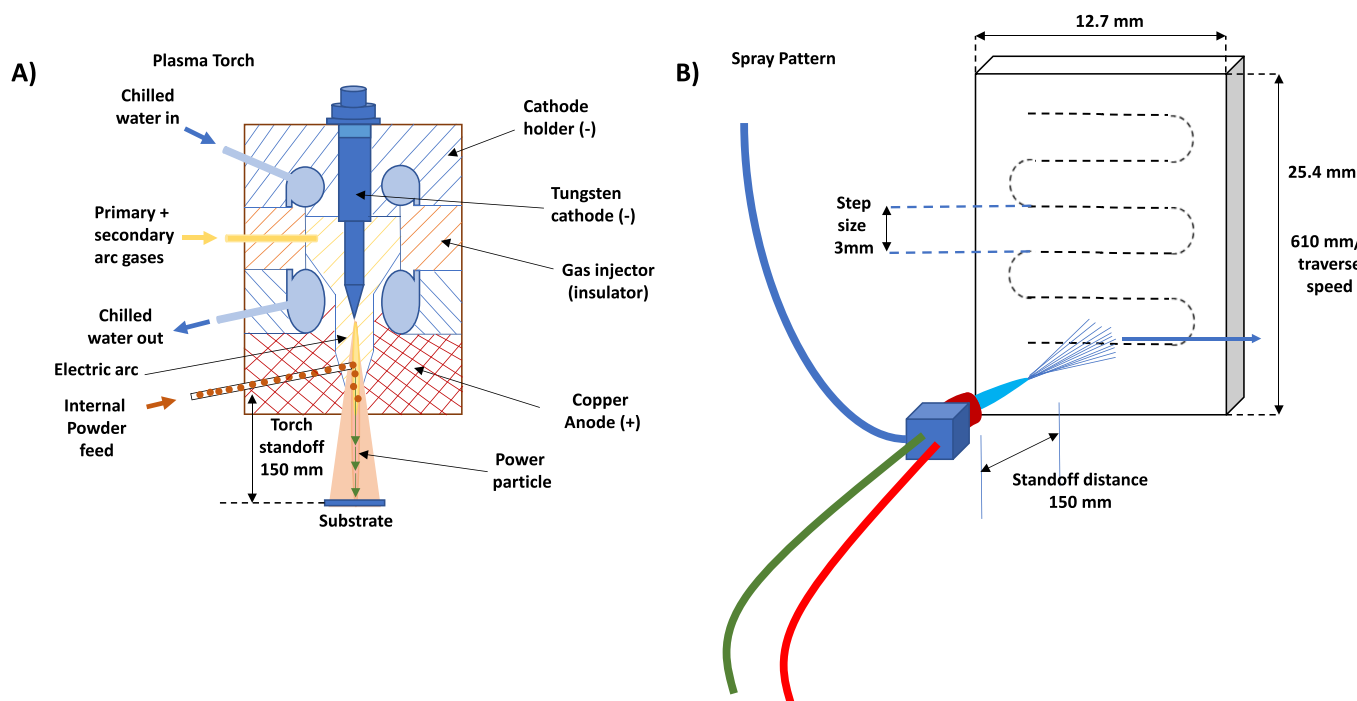 A)
Plasma Torch
Chilled
water in
Primary +
secondary
arc gases
Chilled
water out
Electric arc
Internal
Powder
feed
Torch
standoff
150 mm
Substrate
Cathode
holder (-)
Tungsten
cathode (-)
Gas injector
(insulator)
Copper
Anode (+)
Power
particle
B)
Spray Pattern
12.7 mm
25.4 mm
Step
size
3mm
610 mm/
traverse
speed
Standoff distance
150 mm